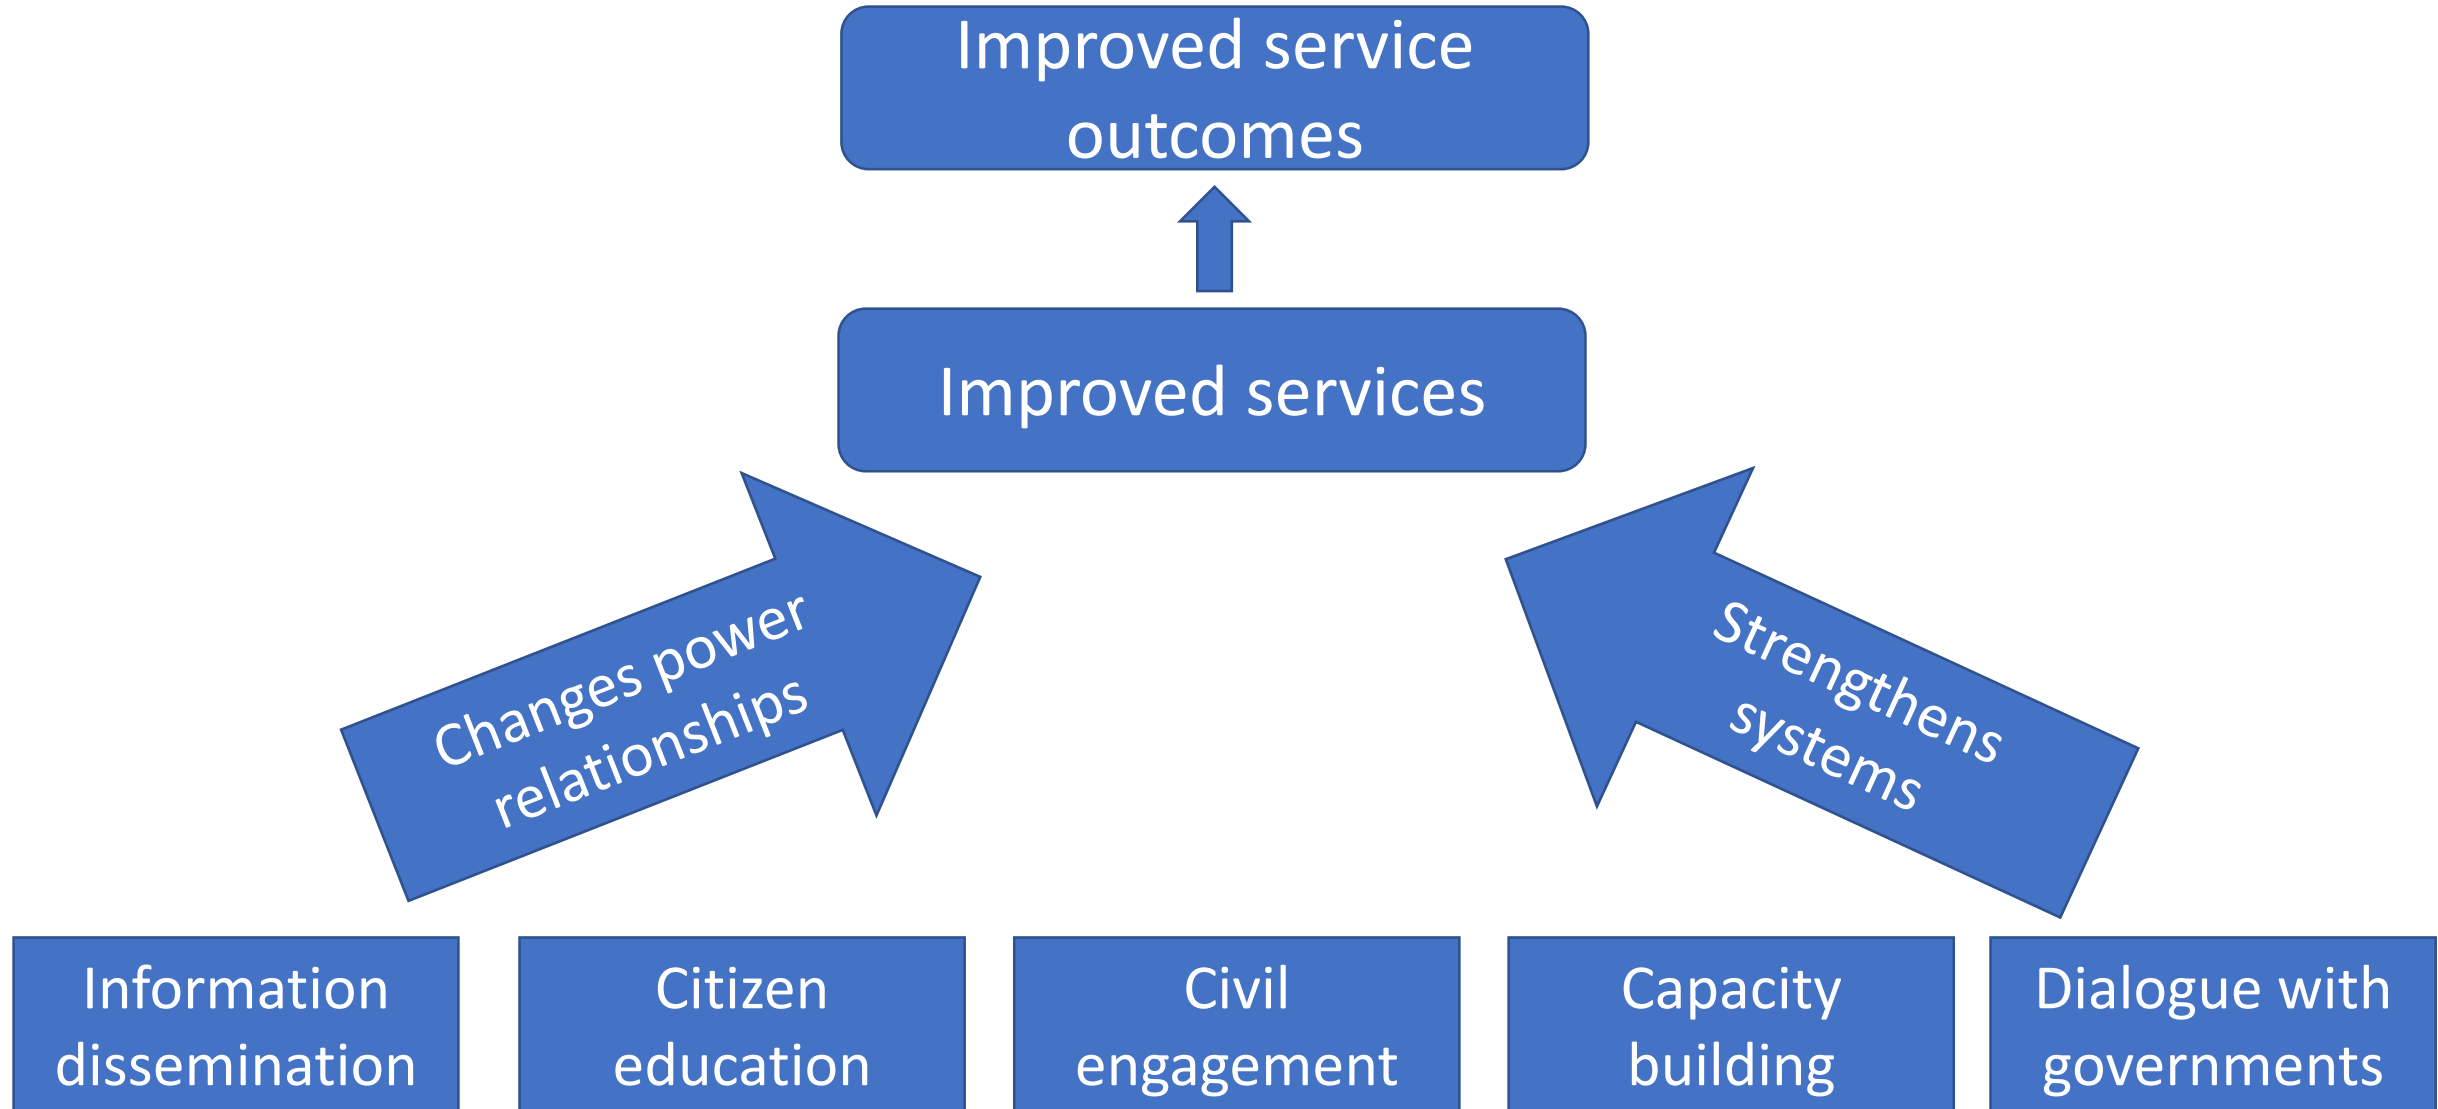 Improved service
outcomes
Improved services
Changes power
relationships
Strengthens
systems
Information
dissemination
Citizen
education
Civil
engagement
Capacity
building
Dialogue with
governments